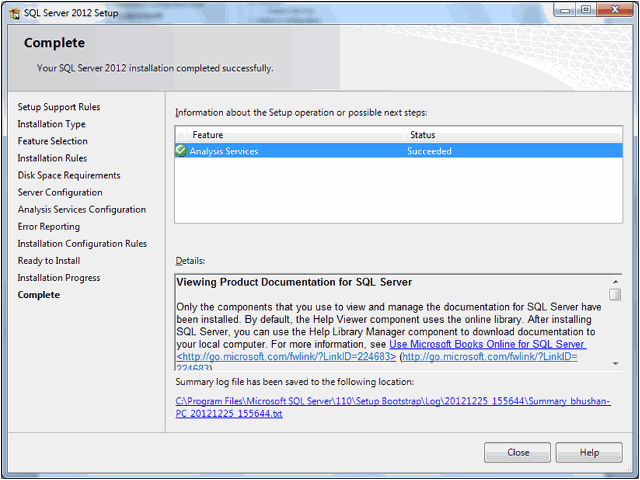 SQL Server 2012 Setup
Complete
Your SQL Server 2012 installation completed successfully.
Setup Support Rules
Installation Type
Feature Selection
Installation Rules
Disk Space Requirements
Server Configuration
Analysis Services Configuration
Error Reporting
Installation Configuration Rules
Ready to Install
Installation Progress
Complete
Information about the Setup operation or possible next steps:
Feature Status
Analysis Services Succeeded
Details:
Viewing Product Documentation for SQL Server
Only the components that you use to view and manage the documentation for SQL Server have
been installed. By default, the Help Viewer component uses the online library. After installing
SQL Server, you can use the Help Library Manager component to download documentation to
your local computer. For more information, see Use Microsoft Books Online for SQL Server
<http://go.microsoft.com/fwlink/?LinkID=224683> (http://go.microsoft.com/fwlink/?LinkID=
224683)
Summary log file has been saved to the following location:
C:\Program Files\Microsoft SQL Server\110\Setup Bootstrap\Log\20121225_155644\Summary_bhushan-
PC_20121225_155644.txt
Close Help